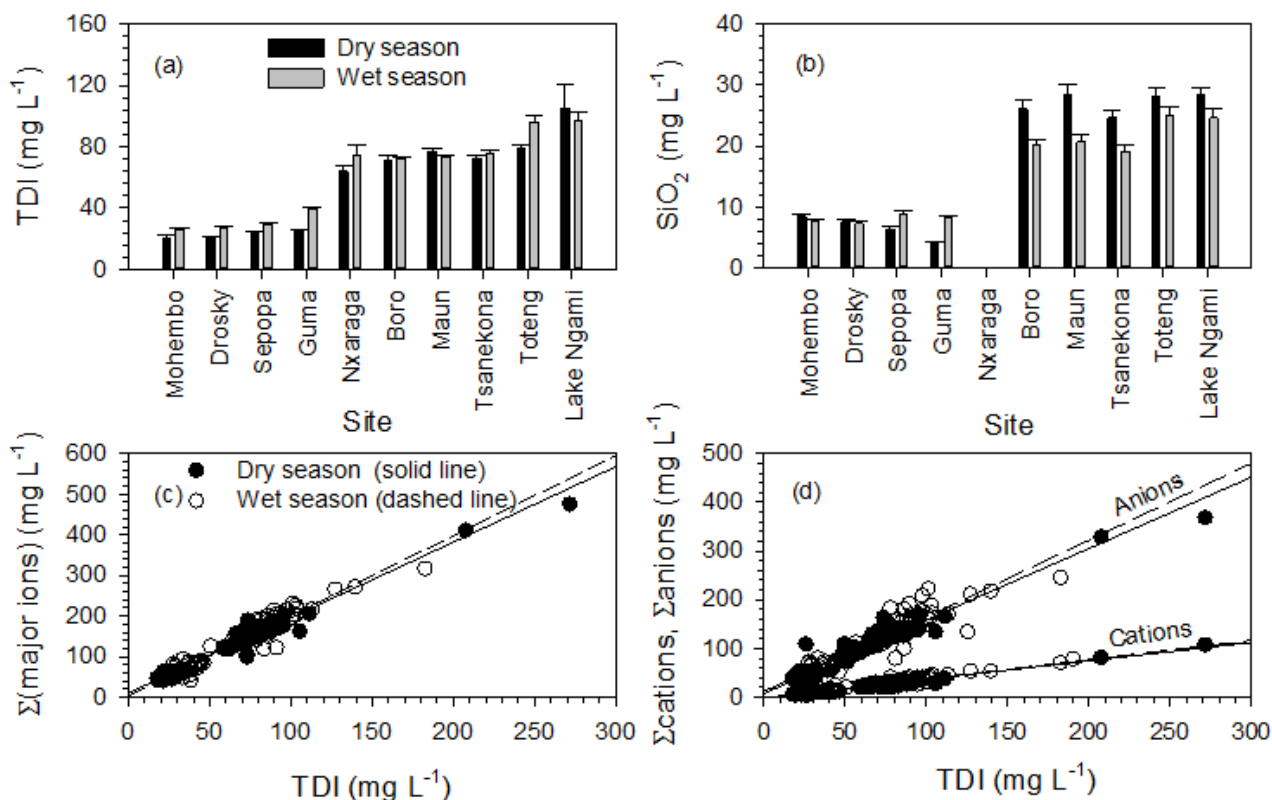 160
120
80
40
0
TDI (mg L⁻¹)
(a)
Dry season
Wet season
Mohembo
Drosky
Sepopa
Guma
Nxaraga
Boro
Maun
Tsanekona
Toteng
Lake Ngami
Site
40
30
20
10
0
SiO₂ (mg L⁻¹)
(b)
Mohembo
Drosky
Sepopa
Guma
Nxaraga
Boro
Maun
Tsanekona
Toteng
Lake Ngami
Site
600
500
400
300
200
100
0
Σ(major ions) (mg L⁻¹)
Dry season (solid line)
(c)
Wet season (dashed line)
0 50 100 150 200 250 300
TDI (mg L⁻¹)
500
400
300
200
100
0
Σcations, Σanions (mg L⁻¹)
(d)
Anions
Cations
0 50 100 150 200 250 300
TDI (mg L⁻¹)